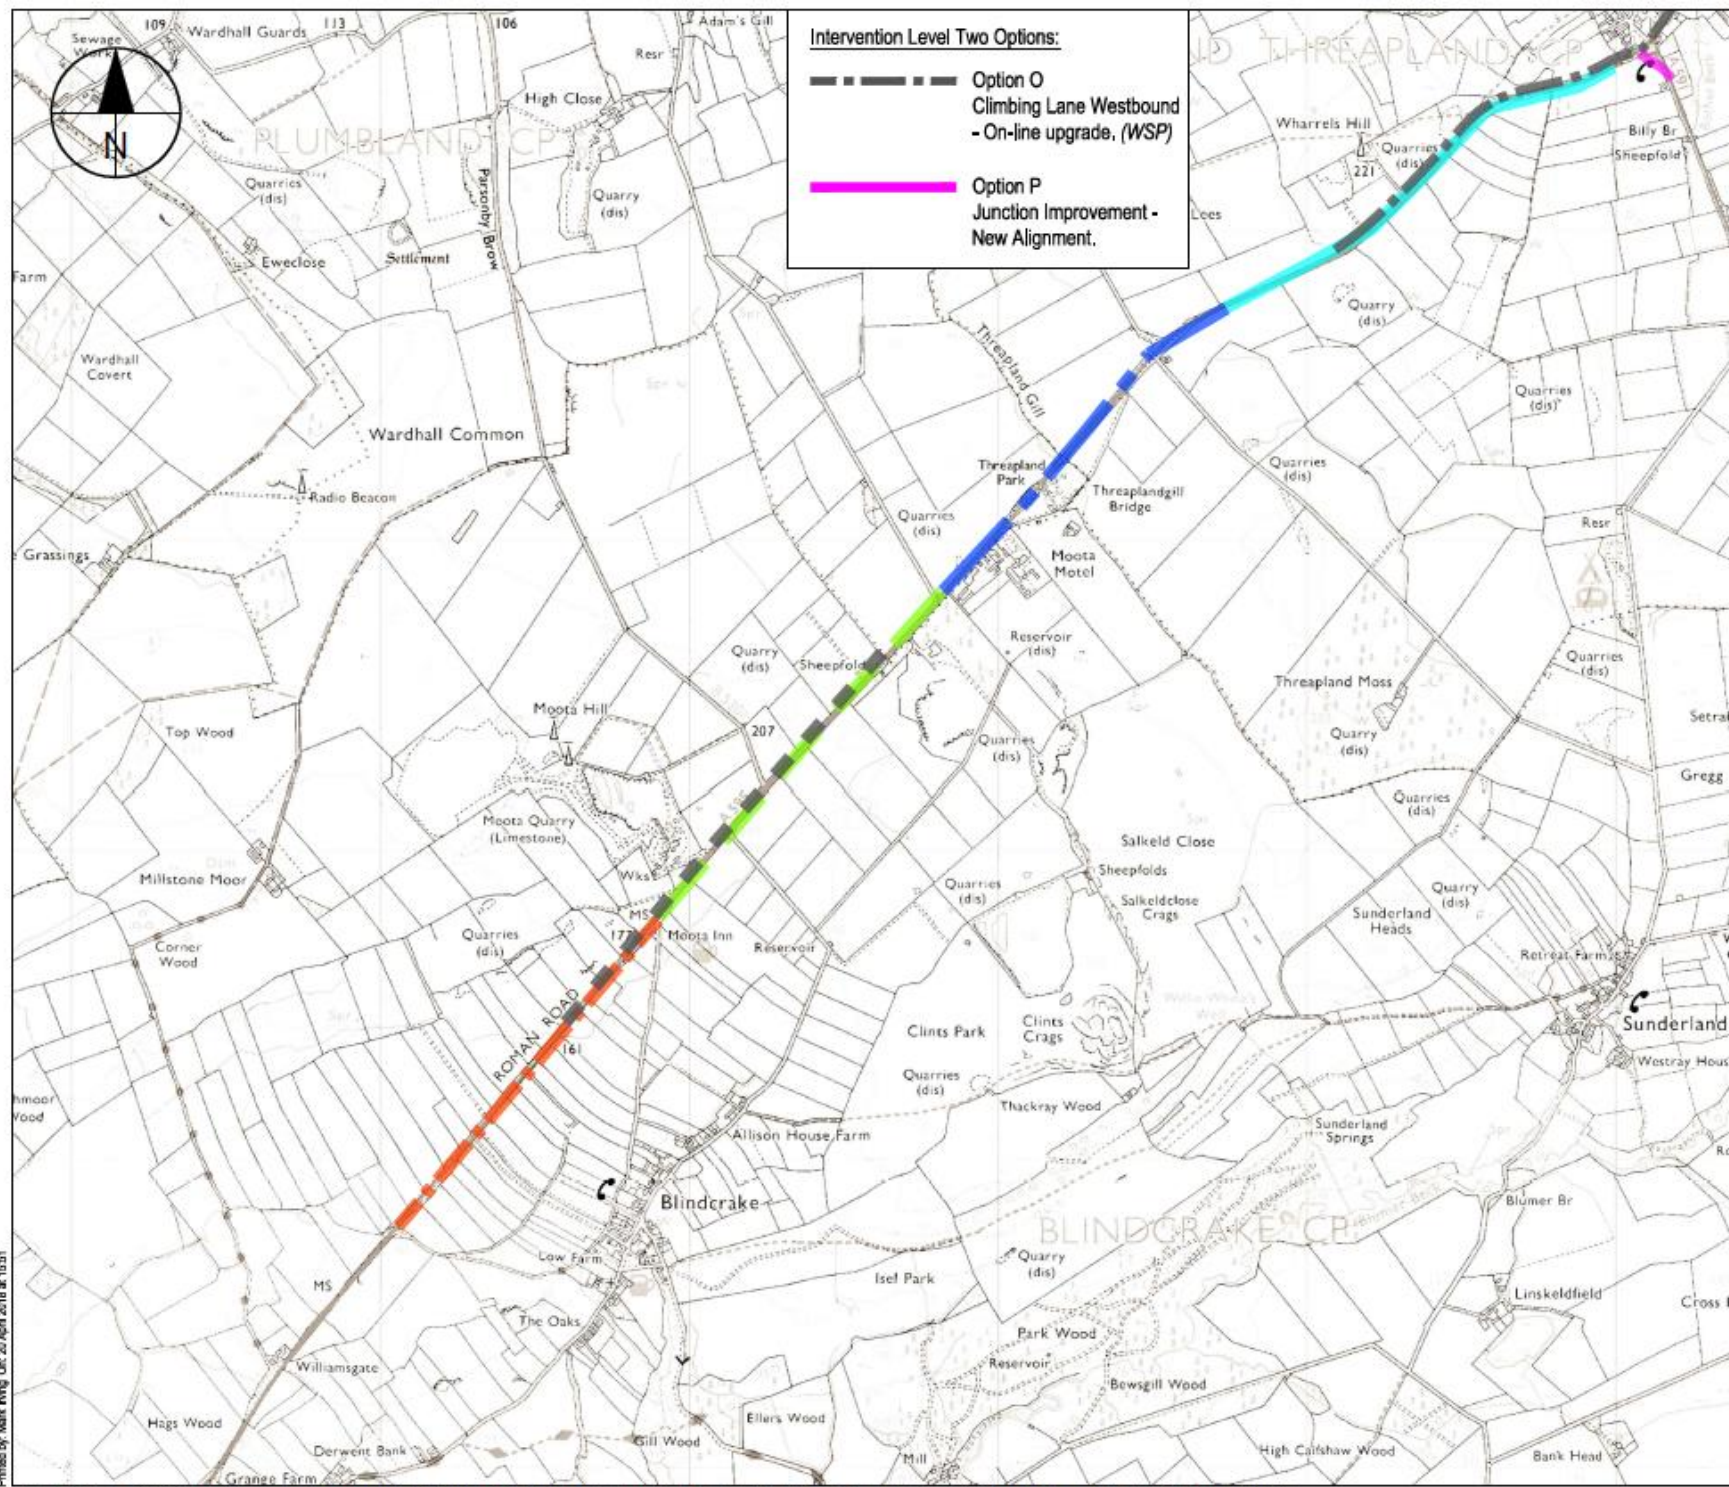 109
113
106
Adam's Gill
Sewage
Works
Wardhall Guards
Resr
High Close
N
PLUMBLAND CP
Quarries
(dis)
Parsonby Brow
Quarry
(dis)
Eweclose
Settlement
Farm
Intervention Level Two Options:
Option O
Climbing Lane Westbound
- On-line upgrade. (WSP)
Option P
Junction Improvement -
New Alignment.
THREAPLAND CP
Wharrels Hill
221
Quarries
(dis)
Billy Br
Sheepfold
Lees
Quarry
(dis)
Wardhall
Covert
Threapland Gill
Quarries
(dis)
Wardhall Common
Radio Beacon
Threapland
Park
Threaplandgill
Bridge
Quarries
(dis)
Quarries
(dis)
Resr
Grassings
Moota
Motel
Reservoir
(dis)
Quarry
(dis)
Sheepfold
Quarries
(dis)
Threapland Moss
Top Wood
Moota Hill
207
Quarries
(dis)
Quarry
(dis)
Gregg
Quarries
(dis)
Moota Quarry
(Limestone)
Salkeld Close
Wks
Sheepfolds
Millstone Moor
Quarries
(dis)
Salkeldclose
Crags
Quarry
(dis)
Sunderland
Heads
MS
177
Moota Inn
Reservoir
Quarries
(dis)
Corner
Wood
Retreat Farm
ROMAN ROAD
161
Clints Park
Clints
Crags
Sunderland
Quarries
(dis)
Westray Hous
Thackray Wood
Sunderland
Springs
Allison House Farm
Blindcrake
BLINDCRAKE CP
Blumer Br
Low Farm
Quarry
(dis)
Isel Park
MS
Linskeldfield
Cross
The Oaks
Park Wood
Williamsgate
Reservoir
Bewsgill Wood
Hags Wood
Ellers Wood
Derwent Bank
Gill Wood
Mill
High Caishaw Wood
Bank Head
Grange Farm